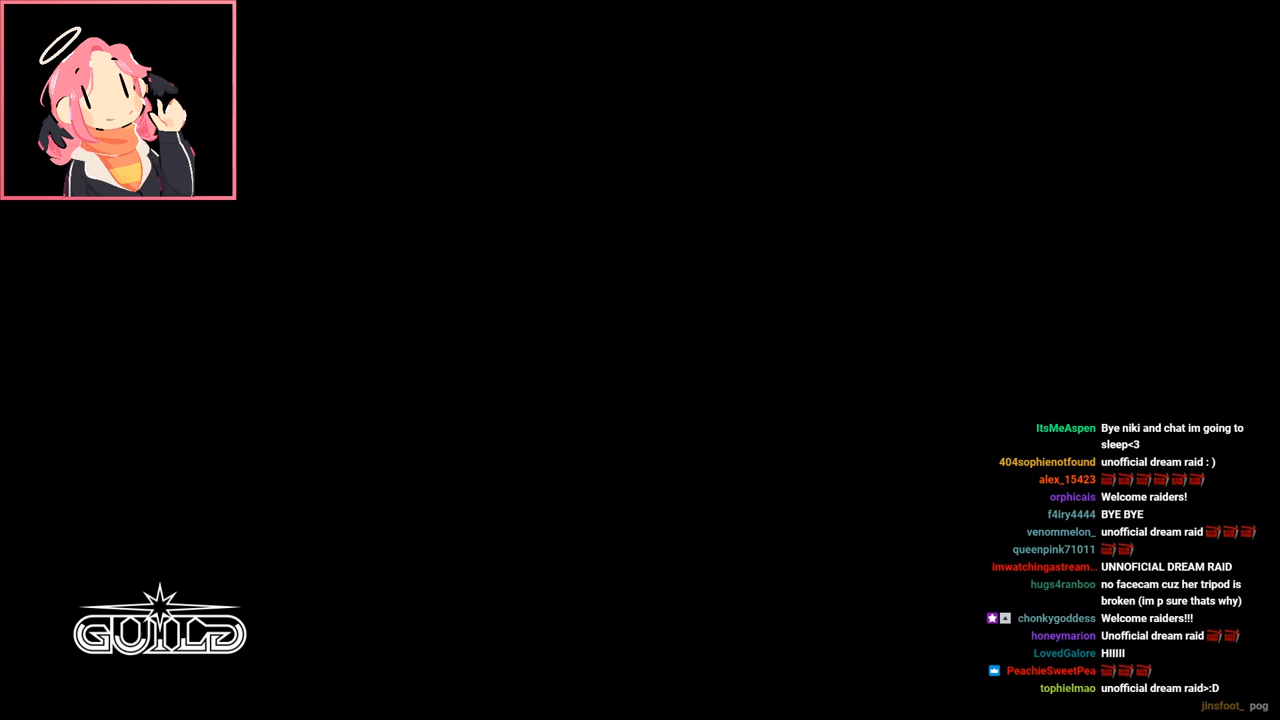 ItsMeAspen Bye niki and chat im going to
sleep<3
404sophienotfound unofficial dream raid : )
alex_15423
orphicais Welcome raiders!
f4iry4444 BYE BYE
venommelon_ unofficial dream raid
queenpink71011
imwatchingastream... UNNOFICIAL DREAM RAID
hugs4ranboo no facecam cuz her tripod is
broken (im p sure thats why)
chonkygoddess Welcome raiders!!!
honeymarion Unofficial dream raid
LovedGalore HIIIII
PeachieSweetPea
tophielmao unofficial dream raid>:D
jinsfoot_ pog
GUILD